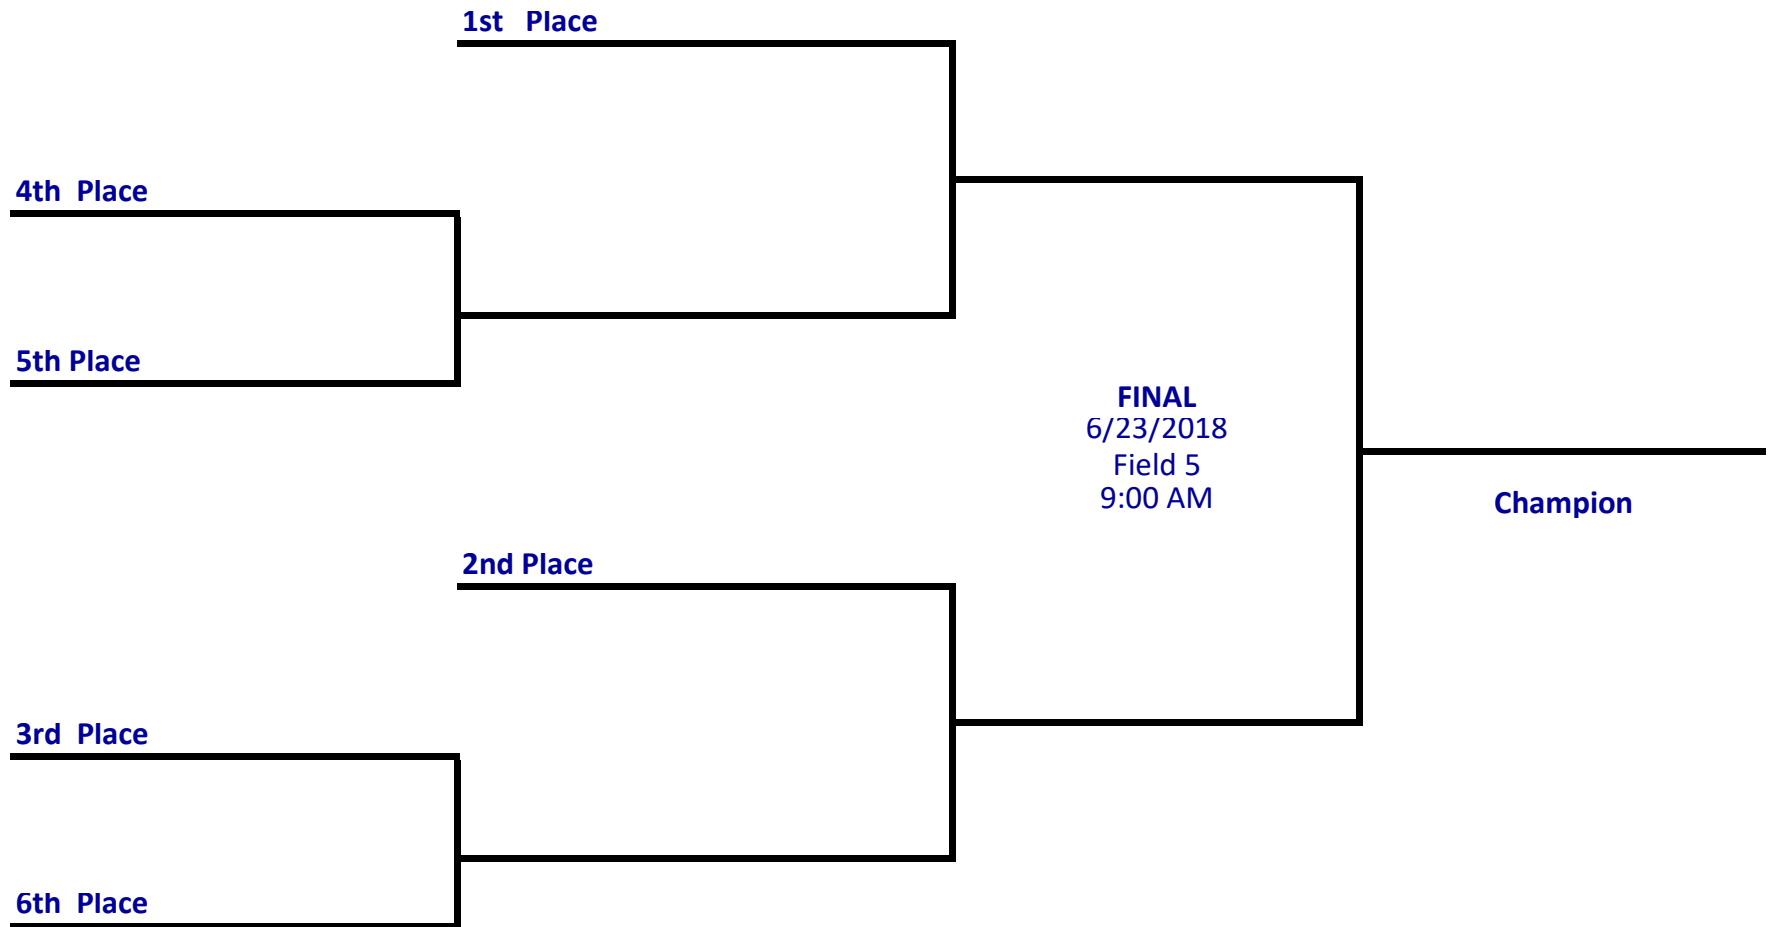 1st Place
4th Place
5th Place
FINAL
6/23/2018
Field 5
9:00 AM
Champion
2nd Place
3rd Place
6th Place